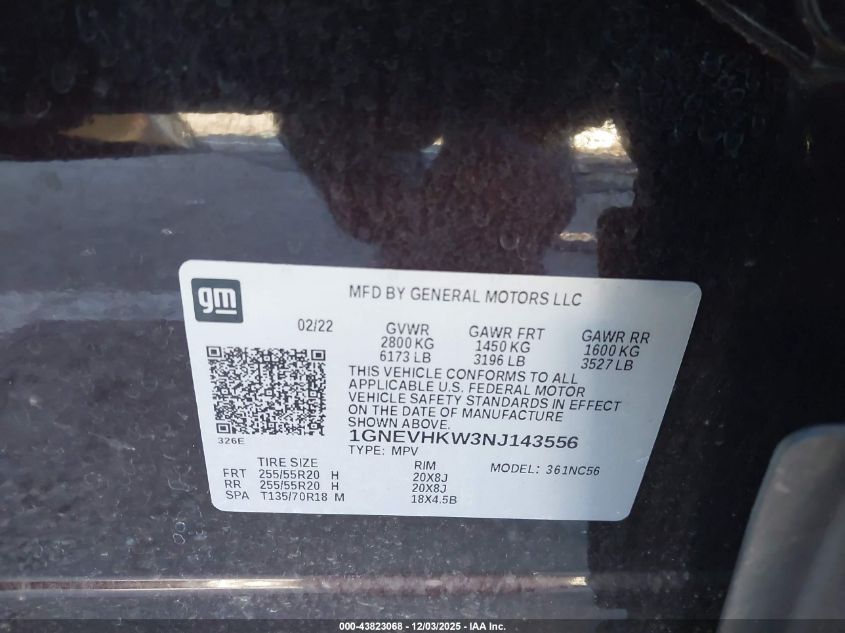 gm
MFD BY GENERAL MOTORS LLC
02/22
GVWR
2800 KG
6173 LB
GAWR FRT
1450 KG
3196 LB
GAWR RR
1600 KG
3527 LB
THIS VEHICLE CONFORMS TO ALL
APPLICABLE U.S. FEDERAL MOTOR
VEHICLE SAFETY STANDARDS IN EFFECT
ON THE DATE OF MANUFACTURE
SHOWN ABOVE.
326E
1GNEVHKW3NJ143556
TYPE: MPV
TIRE SIZE RIM MODEL: 361NC56
FRT 255/55R20 H 20X8J
RR 255/55R20 H 20X8J
SPA T135/70R18 M 18X4.5B
000-43823068 - 12/03/2025 - IAA Inc.